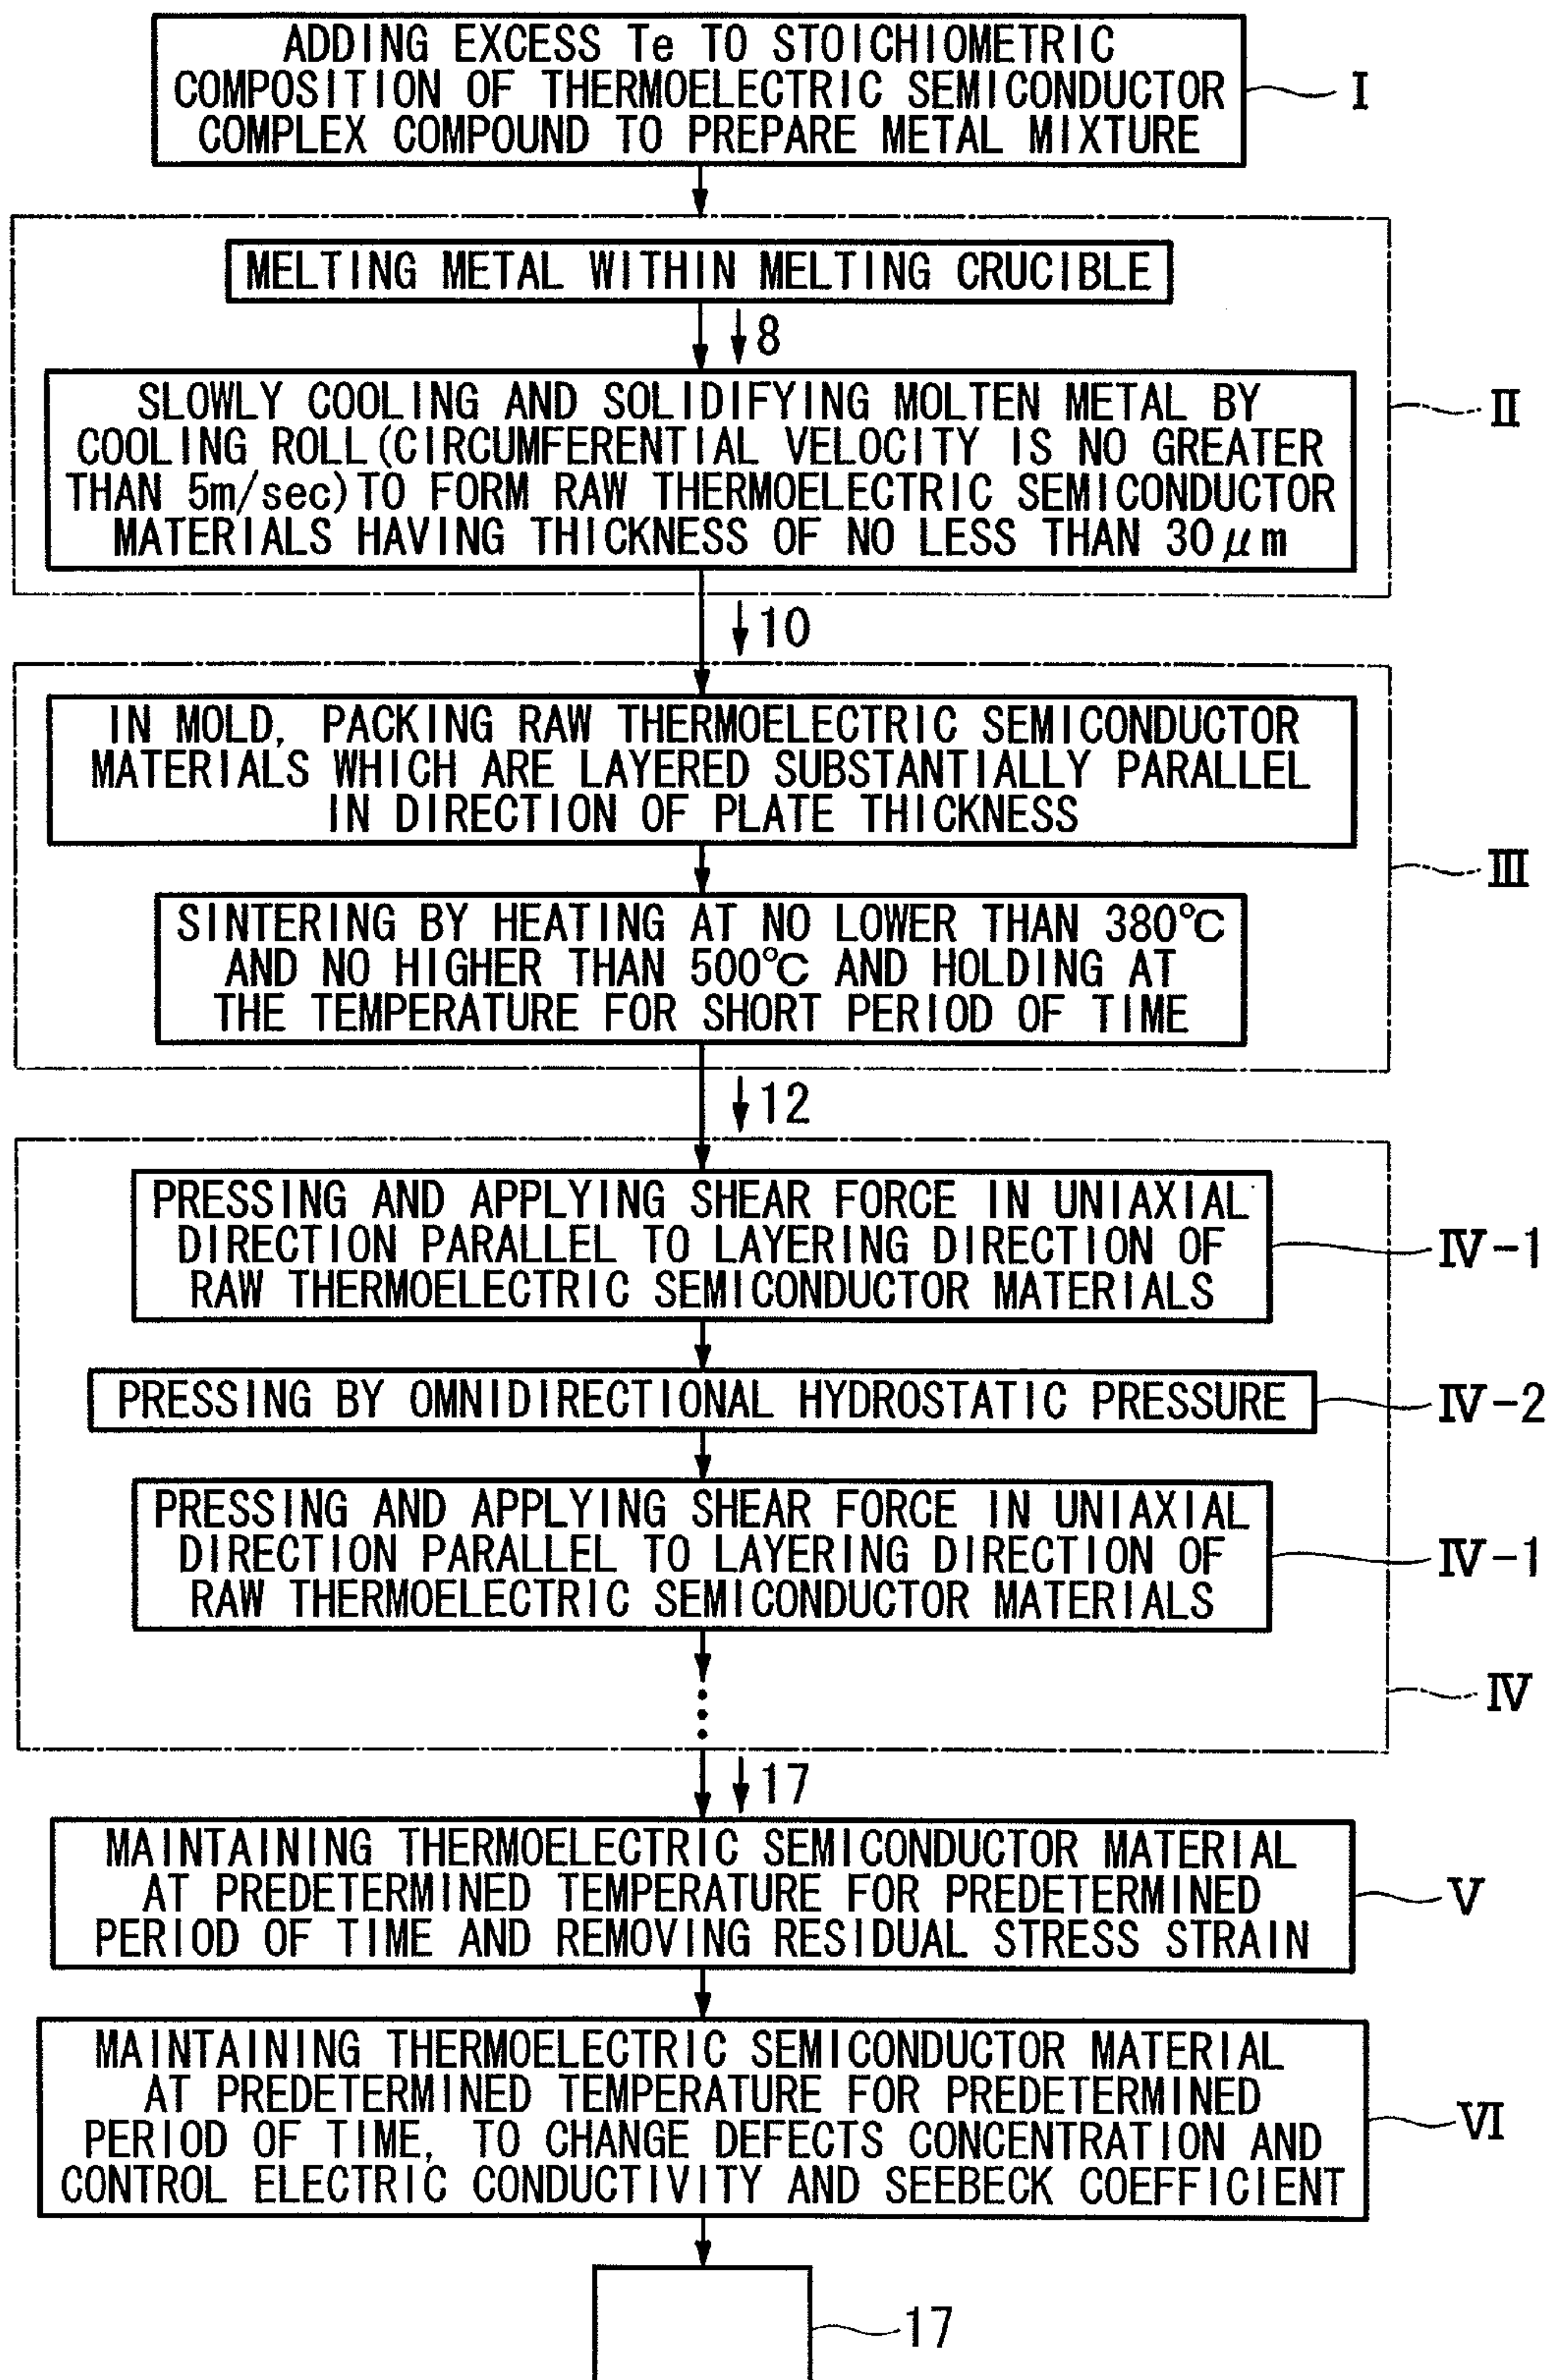 ADDING EXCESS Te TO STOICHIOMETRIC
COMPOSITION OF THERMOELECTRIC SEMICONDUCTOR
COMPLEX COMPOUND TO PREPARE METAL MIXTURE
I
MELTING METAL WITHIN MELTING CRUCIBLE
8
SLOWLY COOLING AND SOLIDIFYING MOLTEN METAL BY
COOLING ROLL(CIRCUMFERENTIAL VELOCITY IS NO GREATER
THAN 5m/sec)TO FORM RAW THERMOELECTRIC SEMICONDUCTOR
MATERIALS HAVING THICKNESS OF NO LESS THAN 30μm
II
10
IN MOLD, PACKING RAW THERMOELECTRIC SEMICONDUCTOR
MATERIALS WHICH ARE LAYERED SUBSTANTIALLY PARALLEL
IN DIRECTION OF PLATE THICKNESS
III
SINTERING BY HEATING AT NO LOWER THAN 380℃
AND NO HIGHER THAN 500℃ AND HOLDING AT
THE TEMPERATURE FOR SHORT PERIOD OF TIME
12
PRESSING AND APPLYING SHEAR FORCE IN UNIAXIAL
DIRECTION PARALLEL TO LAYERING DIRECTION OF
RAW THERMOELECTRIC SEMICONDUCTOR MATERIALS
IV-1
PRESSING BY OMNIDIRECTIONAL HYDROSTATIC PRESSURE
IV-2
PRESSING AND APPLYING SHEAR FORCE IN UNIAXIAL
DIRECTION PARALLEL TO LAYERING DIRECTION OF
RAW THERMOELECTRIC SEMICONDUCTOR MATERIALS
IV-1
IV
17
MAINTAINING THERMOELECTRIC SEMICONDUCTOR MATERIAL
AT PREDETERMINED TEMPERATURE FOR PREDETERMINED
PERIOD OF TIME AND REMOVING RESIDUAL STRESS STRAIN
V
MAINTAINING THERMOELECTRIC SEMICONDUCTOR MATERIAL
AT PREDETERMINED TEMPERATURE FOR PREDETERMINED
PERIOD OF TIME, TO CHANGE DEFECTS CONCENTRATION AND
CONTROL ELECTRIC CONDUCTIVITY AND SEEBECK COEFFICIENT
VI
17